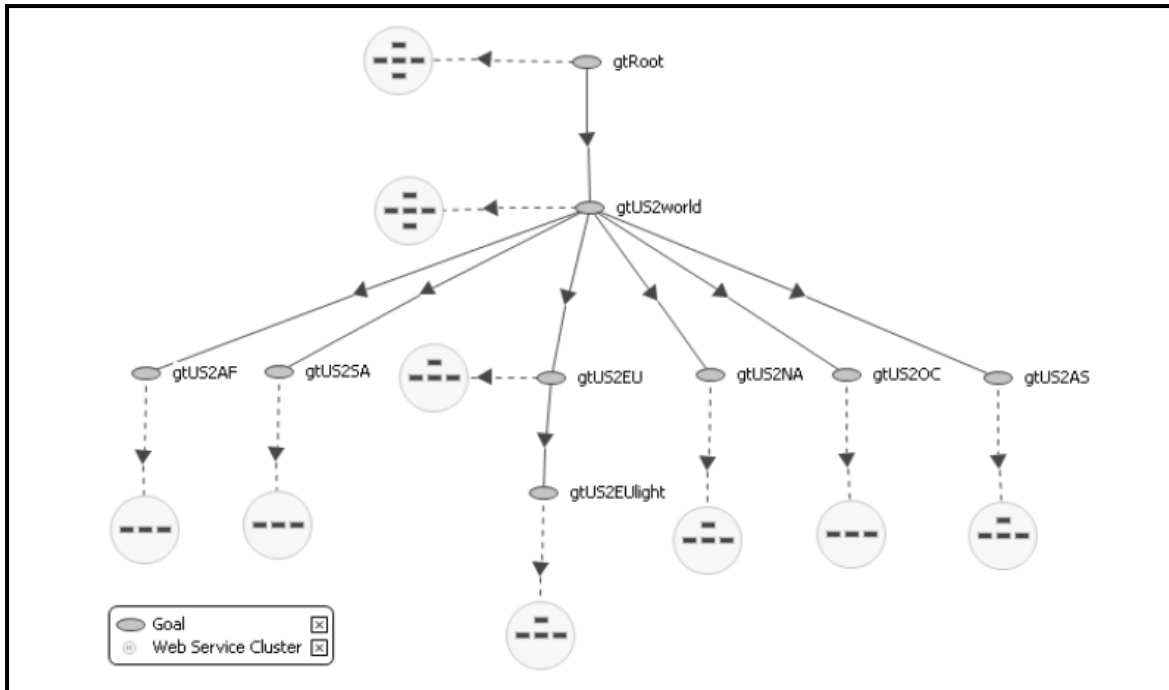 gtRoot
gtUS2world
gtUS2AF
gtUS2SA
gtUS2EU
gtUS2NA
gtUS2OC
gtUS2AS
gtUS2EUlight
Goal
Web Service Cluster